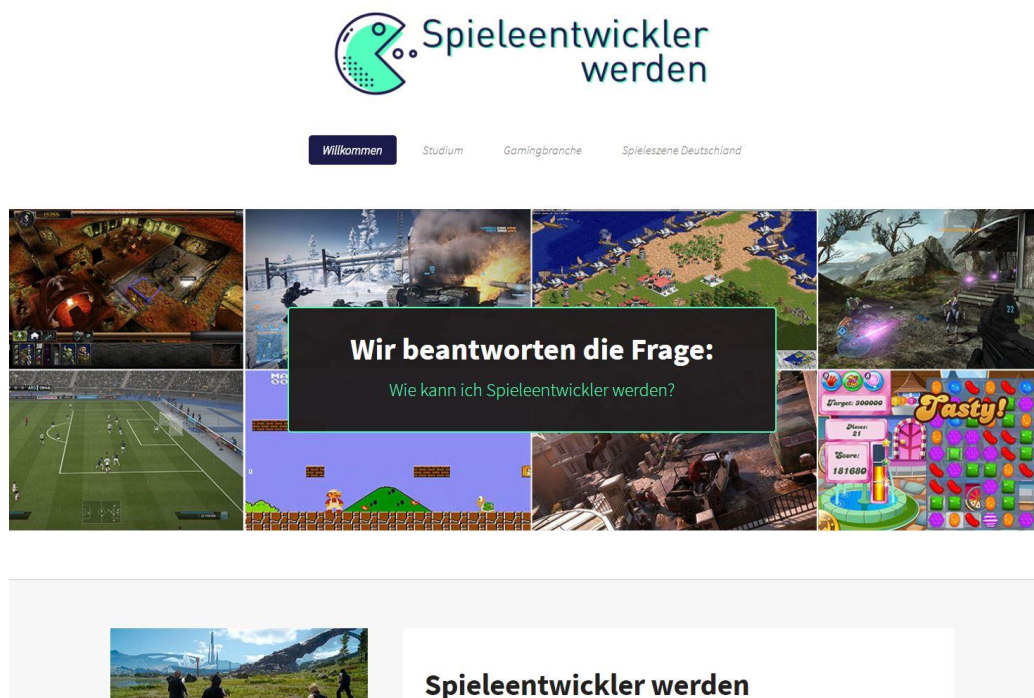 Spieleentwickler
werden
Willkommen
Studium
Gamingbranche
Spieleszene Deutschland
Wir beantworten die Frage:
Wie kann ich Spieleentwickler werden?
Target: 300000
Moves:
21
Score:
181680
Tasty!
Spieleentwickler werden